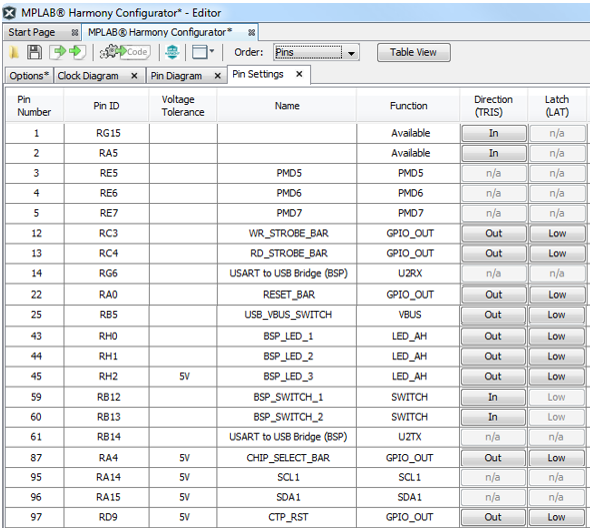 MPLAB® Harmony Configurator* - Editor
Start Page MPLAB® Harmony Configurator*
Code Order: Pins Table View
Options* Clock Diagram Pin Diagram Pin Settings
Pin Number Pin ID Voltage Tolerance Name Function Direction (TRIS) Latch (LAT)
1 RG15 Available In n/a
2 RA5 Available In n/a
3 RE5 PMD5 PMD5 n/a n/a
4 RE6 PMD6 PMD6 n/a n/a
5 RE7 PMD7 PMD7 n/a n/a
12 RC3 WR_STROBE_BAR GPIO_OUT Out Low
13 RC4 RD_STROBE_BAR GPIO_OUT Out Low
14 RG6 USART to USB Bridge (BSP) U2RX n/a n/a
22 RA0 RESET_BAR GPIO_OUT Out Low
25 RB5 USB_VBUS_SWITCH VBUS Out Low
43 RH0 BSP_LED_1 LED_AH Out Low
44 RH1 BSP_LED_2 LED_AH Out Low
45 RH2 5V BSP_LED_3 LED_AH Out Low
59 RB12 BSP_SWITCH_1 SWITCH In Low
60 RB13 BSP_SWITCH_2 SWITCH In Low
61 RB14 USART to USB Bridge (BSP) U2TX n/a n/a
87 RA4 5V CHIP_SELECT_BAR GPIO_OUT Out Low
95 RA14 5V SCL1 SCL1 n/a n/a
96 RA15 5V SDA1 SDA1 n/a n/a
97 RD9 5V CTP_RST GPIO_OUT Out Low